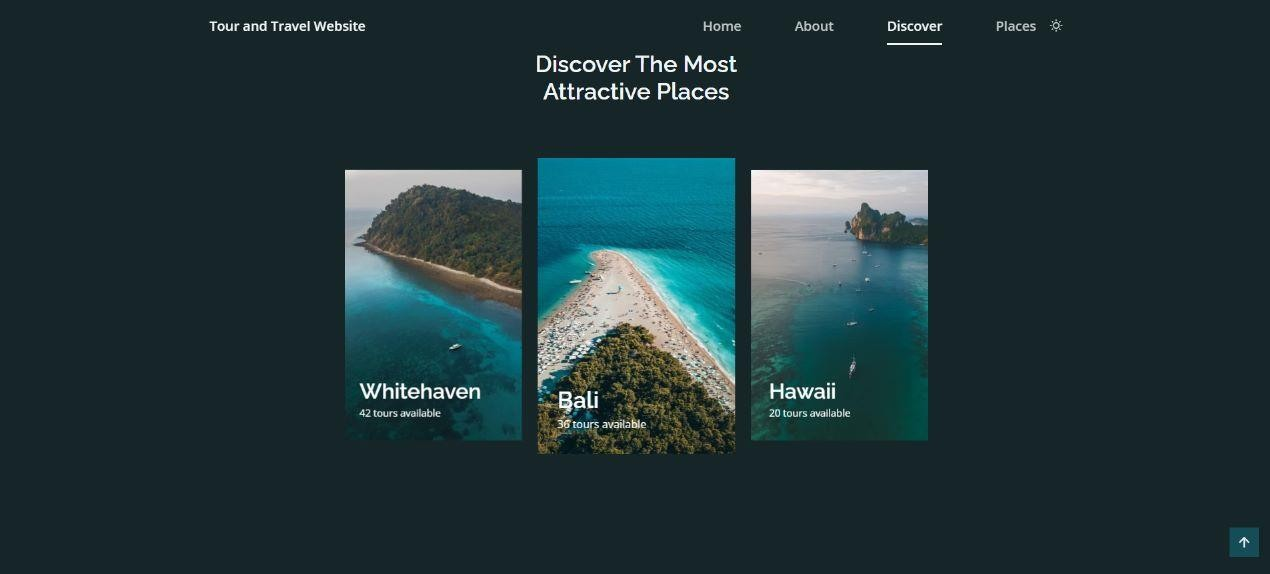 Tour and Travel Website
Home
About
Discover
Places
Discover The Most
Attractive Places
Whitehaven
42 tours available
Bali
36 tours available
Hawaii
20 tours available